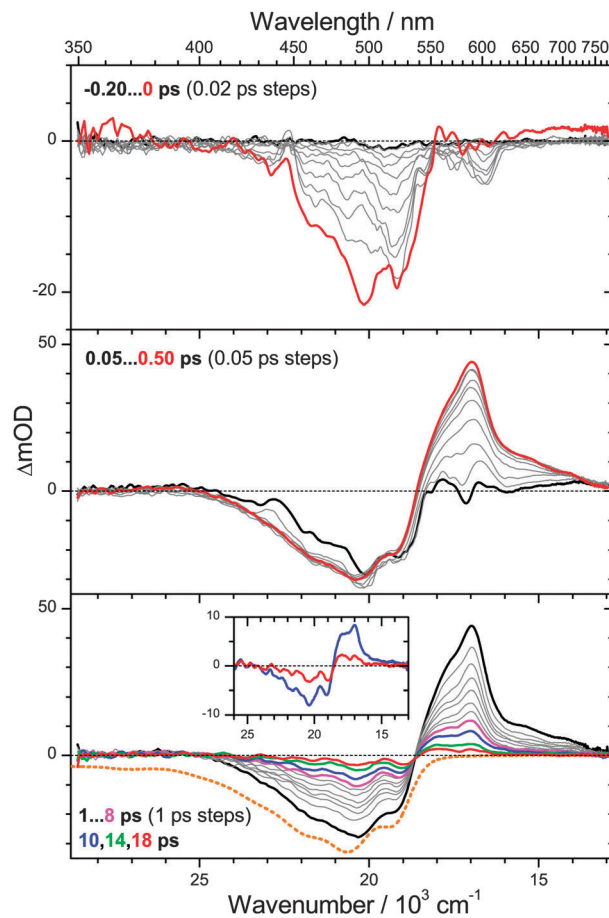 Wavelength / nm
350 400 450 500 550 600 650 700 750
-0.20...0 ps (0.02 ps steps)
0
-20
50
0.05...0.50 ps (0.05 ps steps)
ΔmOD
0
50
10
0
-10
25 20 15
0
1...8 ps (1 ps steps)
10,14,18 ps
25 20 15
Wavenumber / 10³ cm⁻¹